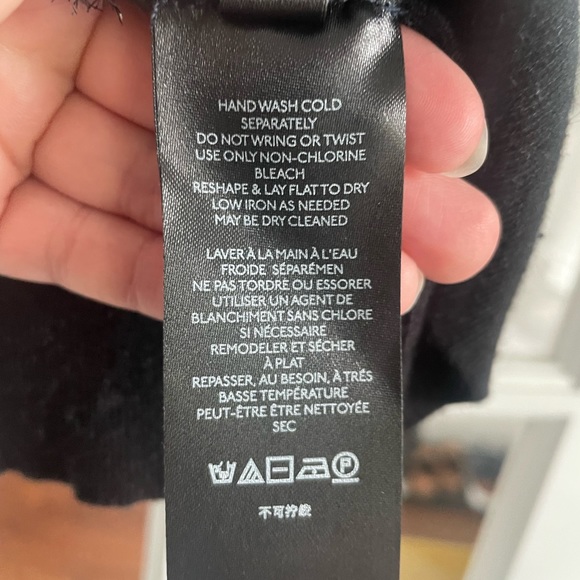 HAND WASH COLD
SEPARATELY
DO NOT WRING OR TWIST
USE ONLY NON-CHLORINE
BLEACH
RESHAPE & LAY FLAT TO DRY
LOW IRON AS NEEDED
MAY BE DRY CLEANED
LAVER À LA MAIN À L'EAU
FROIDE SÉPARÉMEN
NE PAS TORDRE OU ESSORER
UTILISER UN AGENT DE
BLANCHIMENT SANS CHLORE
SI NÉCESSAIRE
REMODELER ET SÉCHER
À PLAT
REPASSER, AU BESOIN, À TRÉS
BASSE TEMPÉRATURE
PEUT-ÊTRE ÊTRE NETTOYÉE
SEC
P
不可拧绞